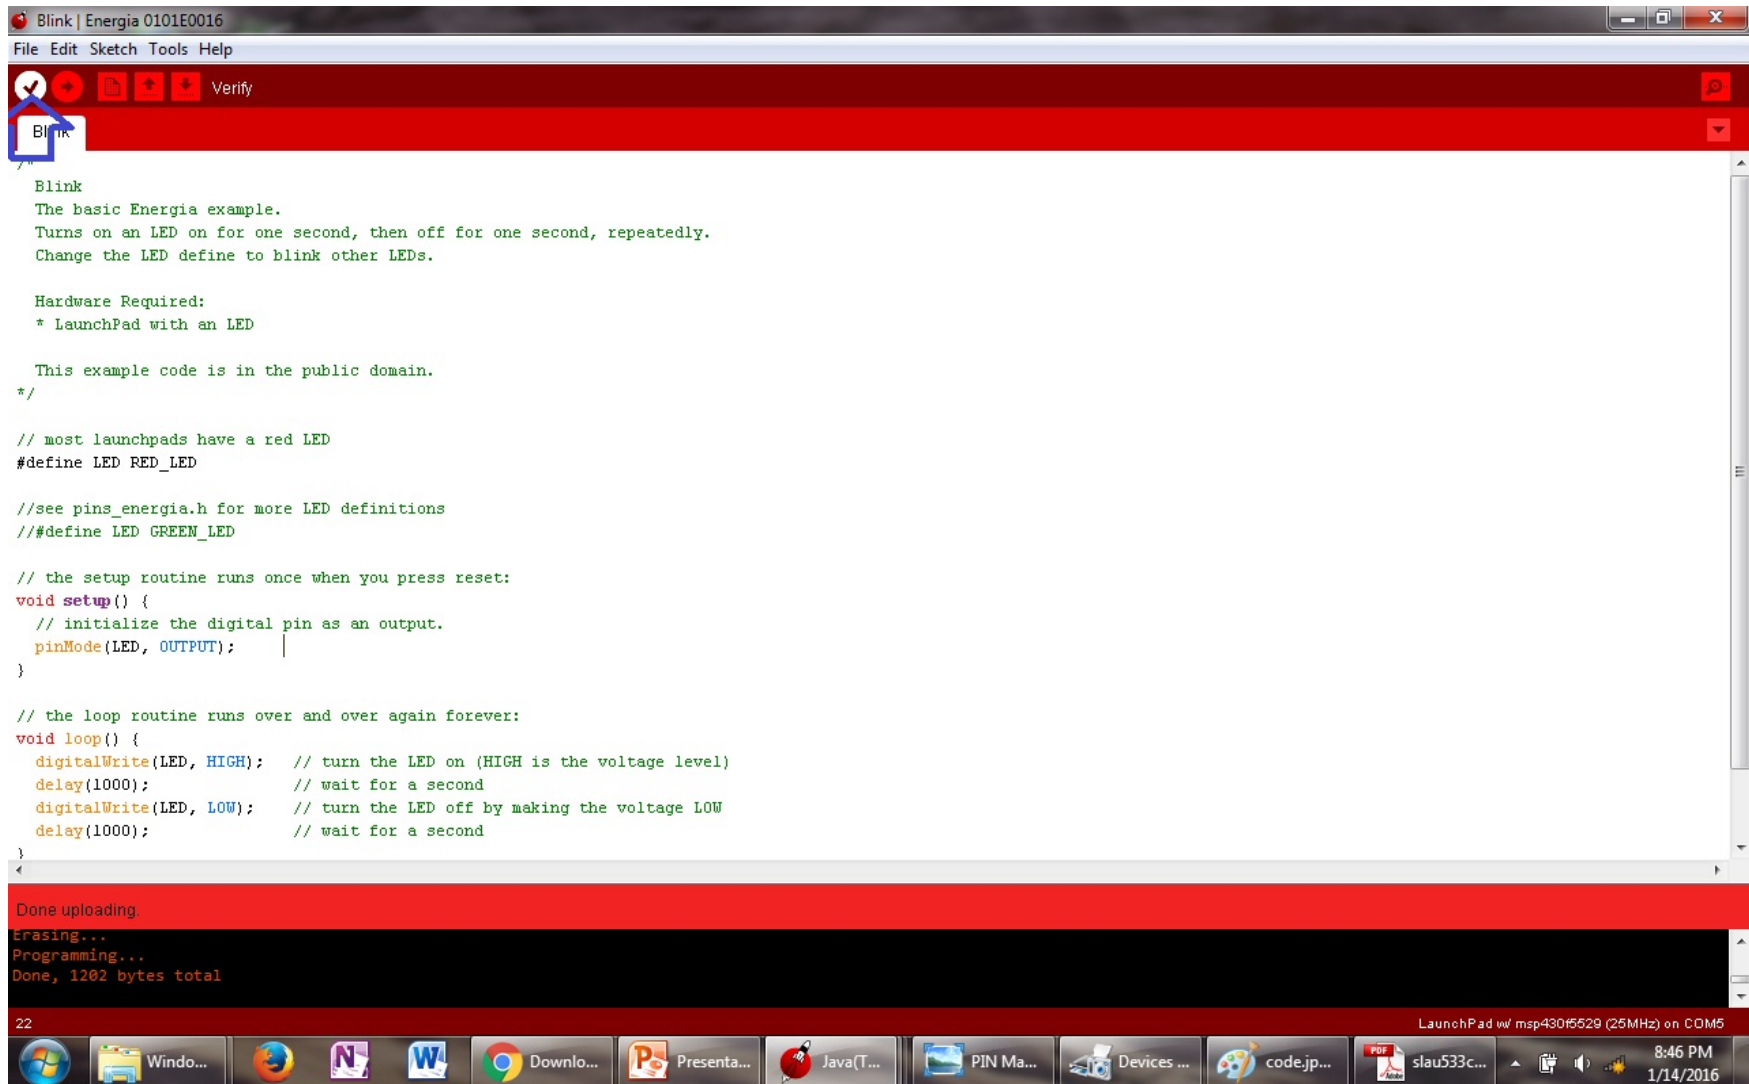 Blink | Energia 0101E0016
File Edit Sketch Tools Help
Verify
/*
  Blink
  The basic Energia example.
  Turns on an LED on for one second, then off for one second, repeatedly.
  Change the LED define to blink other LEDs.
  Hardware Required:
  * LaunchPad with an LED
  This example code is in the public domain.
*/
// most launchpads have a red LED
#define LED RED_LED
//see pins_energia.h for more LED definitions
//#define LED GREEN_LED
// the setup routine runs once when you press reset:
void setup() {
  // initialize the digital pin as an output.
  pinMode(LED, OUTPUT);
}
// the loop routine runs over and over again forever:
void loop() {
  digitalWrite(LED, HIGH);   // turn the LED on (HIGH is the voltage level)
  delay(1000);               // wait for a second
  digitalWrite(LED, LOW);    // turn the LED off by making the voltage LOW
  delay(1000);               // wait for a second
}
Done uploading.
Erasing...
Programming...
Done, 1202 bytes total
22
LaunchPad w/ msp430f5529 (25MHz) on COM5
Windo... Downlo... Presenta... Java(T... PIN Ma... Devices ... code.jp... slau533c... 8:46 PM
1/14/2016